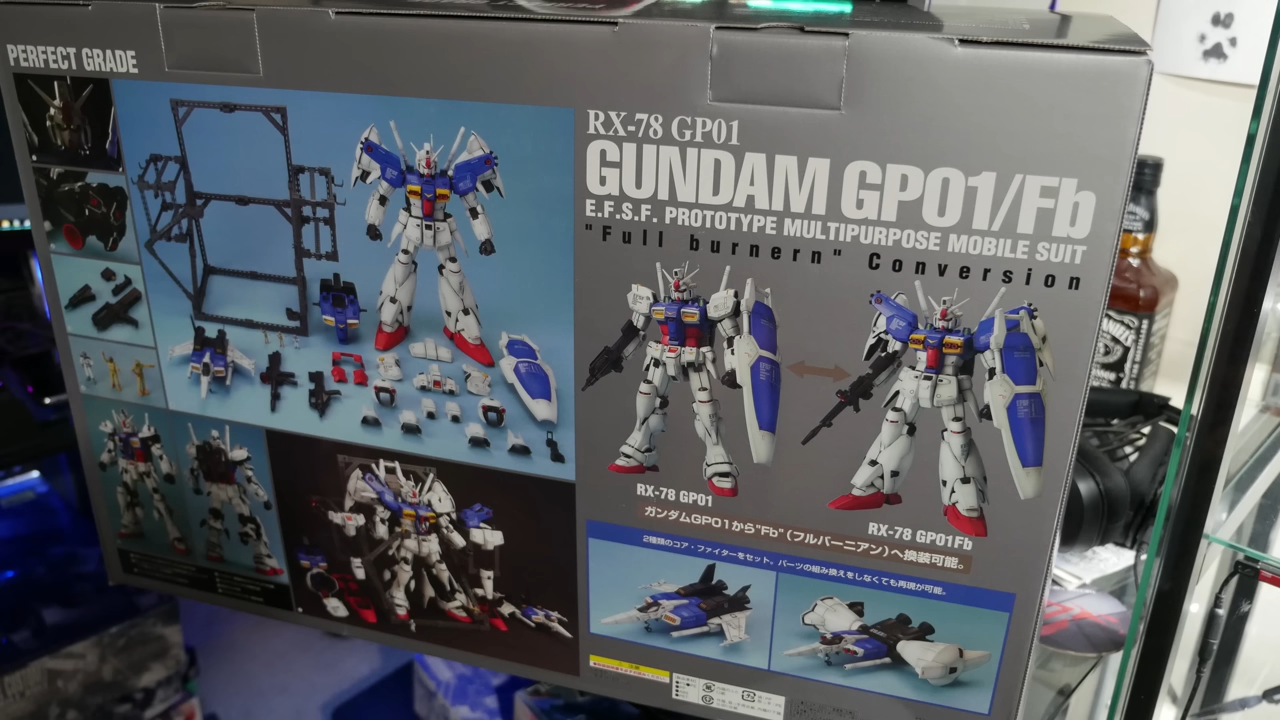 PERFECT GRADE
RX-78 GP01
GUNDAM GP01/Fb
E.F.S.F. PROTOTYPE MULTIPURPOSE MOBILE SUIT
"Full burnern" Conversion
RX-78 GP01
RX-78 GP01Fb
ガンダムGP01から"Fb"(フルバーニアン)へ換装可能。
2種類のコア・ファイターをセット。パーツの組み換えをしなくても再現が可能。